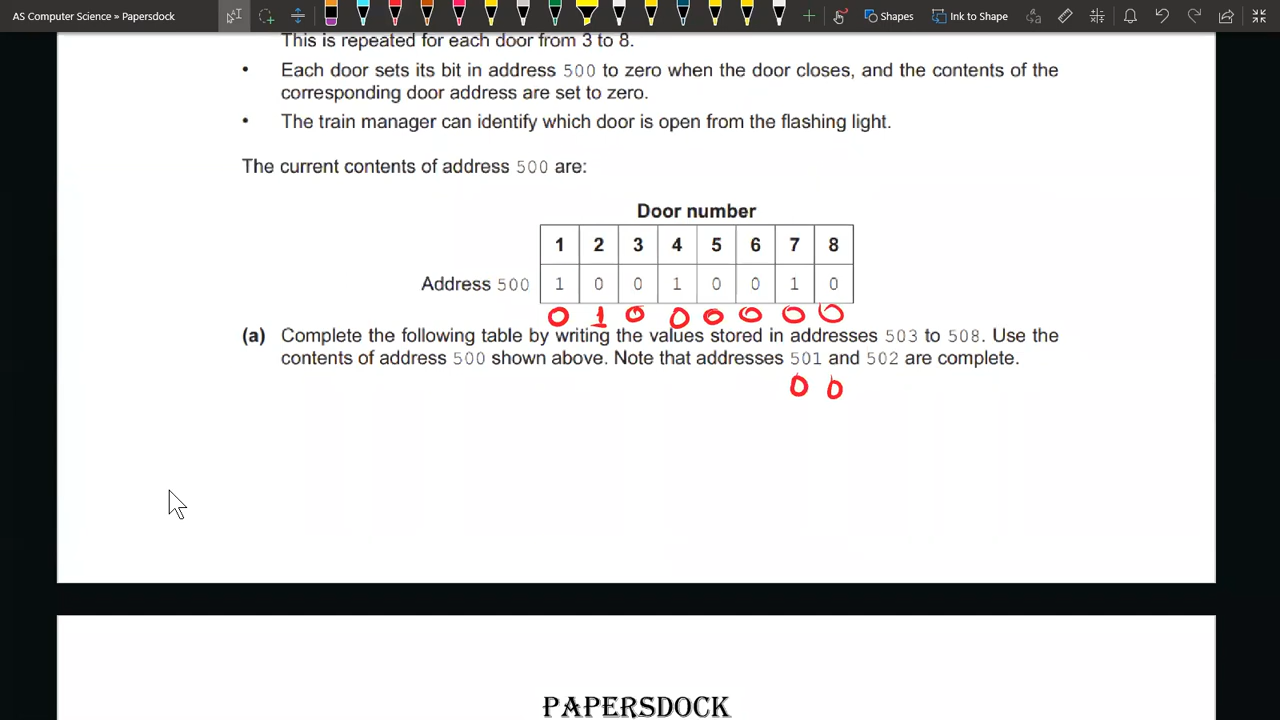 AS Computer Science » Papersdock
Shapes
Ink to Shape
This is repeated for each door from 3 to 8.
• Each door sets its bit in address 500 to zero when the door closes, and the contents of the
corresponding door address are set to zero.
• The train manager can identify which door is open from the flashing light.
The current contents of address 500 are:
Door number
1 2 3 4 5 6 7 8
Address 500 1 0 0 1 0 0 1 0
0 1 0 0 0 0 0 0
(a) Complete the following table by writing the values stored in addresses 503 to 508. Use the
contents of address 500 shown above. Note that addresses 501 and 502 are complete.
0 0
PAPERSDOCK